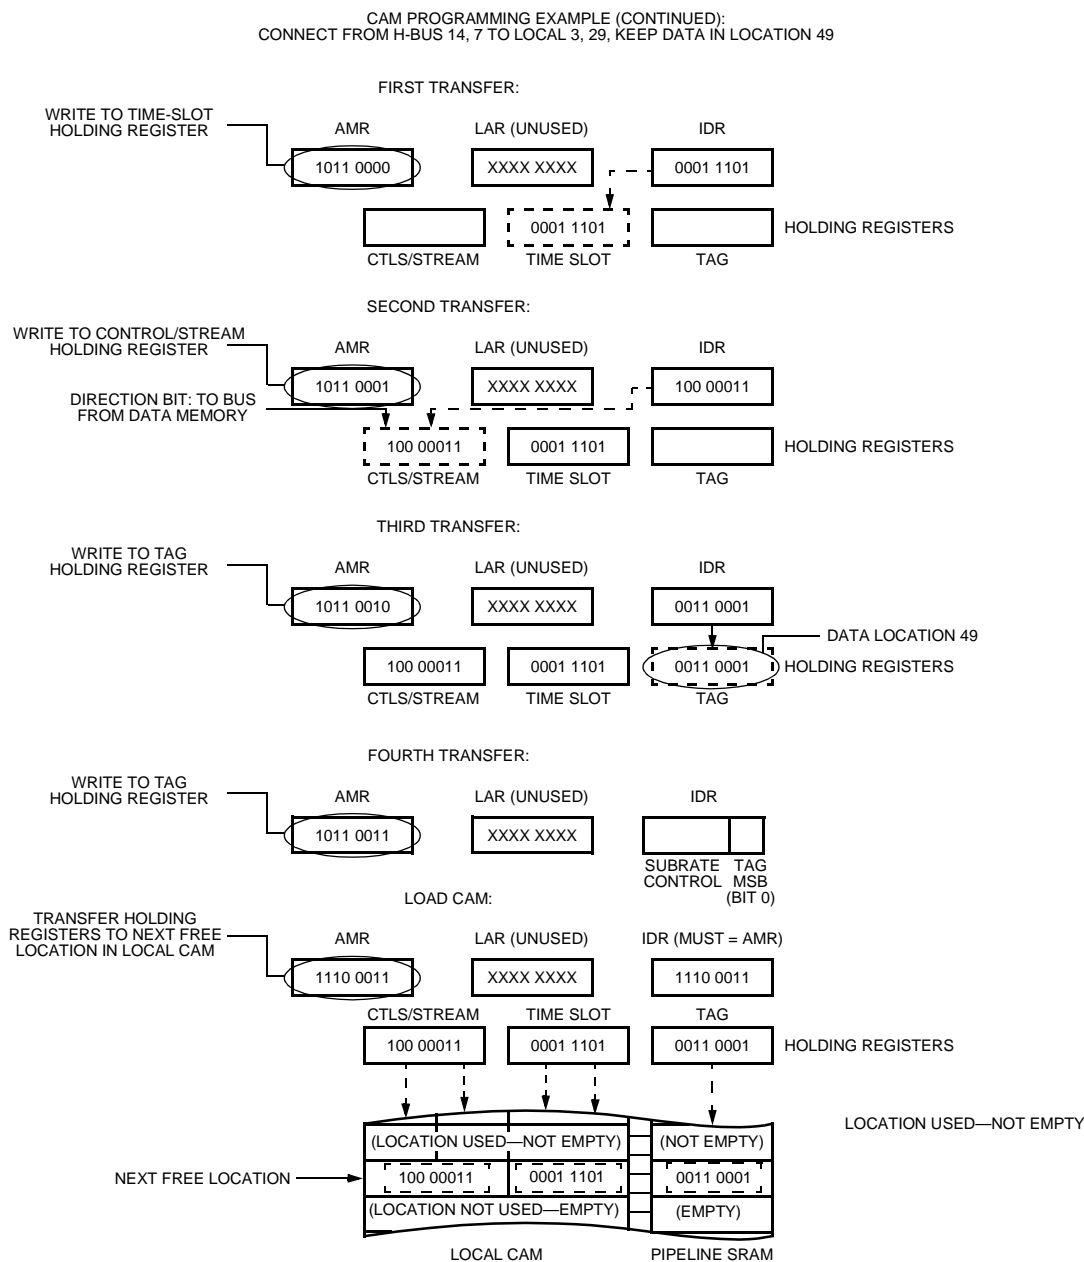 CAM PROGRAMMING EXAMPLE (CONTINUED):
CONNECT FROM H-BUS 14, 7 TO LOCAL 3, 29, KEEP DATA IN LOCATION 49
FIRST TRANSFER:
WRITE TO TIME-SLOT
HOLDING REGISTER
AMR
LAR (UNUSED)
IDR
1011 0000
XXXX XXXX
0001 1101
0001 1101
HOLDING REGISTERS
CTLS/STREAM
TIME SLOT
TAG
SECOND TRANSFER:
WRITE TO CONTROL/STREAM
HOLDING REGISTER
AMR
LAR (UNUSED)
IDR
1011 0001
XXXX XXXX
100 00011
DIRECTION BIT: TO BUS
FROM DATA MEMORY
100 00011
0001 1101
HOLDING REGISTERS
CTLS/STREAM
TIME SLOT
TAG
THIRD TRANSFER:
WRITE TO TAG
HOLDING REGISTER
AMR
LAR (UNUSED)
IDR
1011 0010
XXXX XXXX
0011 0001
DATA LOCATION 49
100 00011
0001 1101
0011 0001
HOLDING REGISTERS
CTLS/STREAM
TIME SLOT
TAG
FOURTH TRANSFER:
WRITE TO TAG
HOLDING REGISTER
AMR
LAR (UNUSED)
IDR
1011 0011
XXXX XXXX
SUBRATE
CONTROL
TAG
MSB
(BIT 0)
LOAD CAM:
TRANSFER HOLDING
REGISTERS TO NEXT FREE
LOCATION IN LOCAL CAM
AMR
LAR (UNUSED)
IDR (MUST = AMR)
1110 0011
XXXX XXXX
1110 0011
CTLS/STREAM
TIME SLOT
TAG
100 00011
0001 1101
0011 0001
HOLDING REGISTERS
LOCATION USED—NOT EMPTY
(LOCATION USED—NOT EMPTY)
(NOT EMPTY)
NEXT FREE LOCATION
100 00011
0001 1101
0011 0001
(LOCATION NOT USED—EMPTY)
(EMPTY)
LOCAL CAM
PIPELINE SRAM